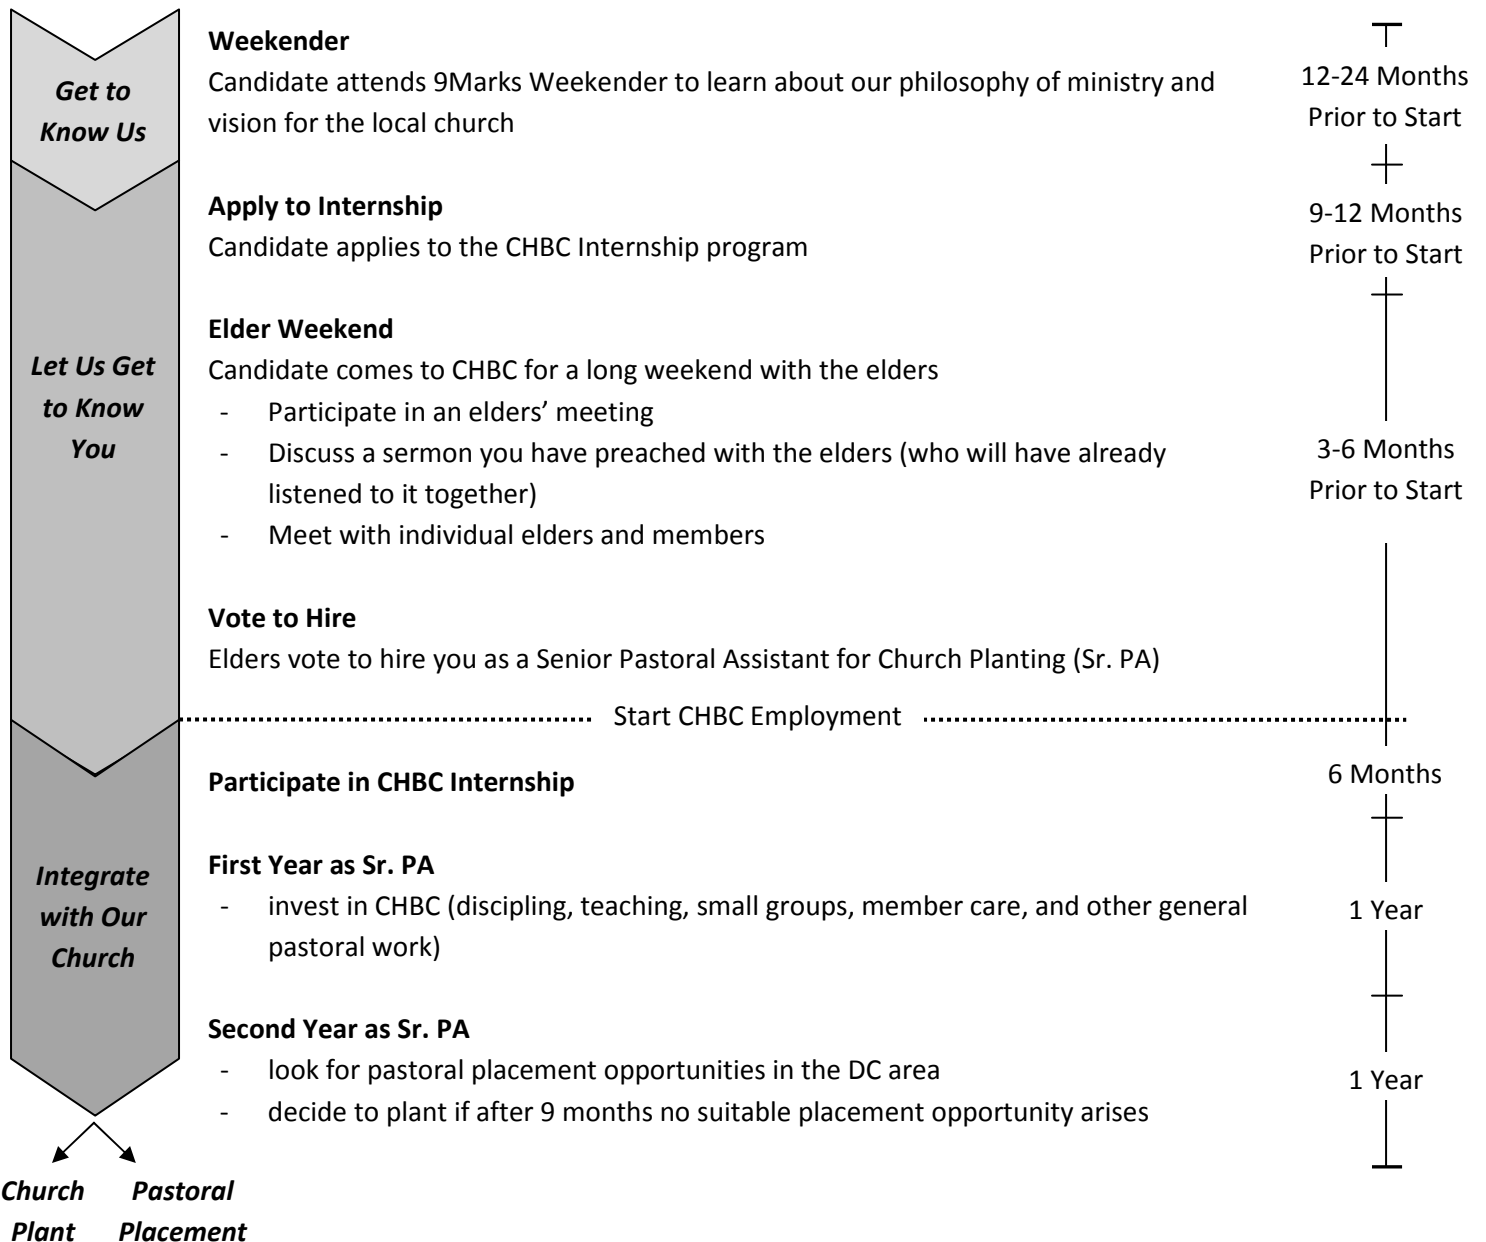 Weekender
Candidate attends 9Marks Weekender to learn about our philosophy of ministry and
vision for the local church
Get to
Know Us
12-24 Months
Prior to Start
Apply to Internship
Candidate applies to the CHBC Internship program
9-12 Months
Prior to Start
Elder Weekend
Candidate comes to CHBC for a long weekend with the elders
- Participate in an elders’ meeting
- Discuss a sermon you have preached with the elders (who will have already
listened to it together)
- Meet with individual elders and members
Let Us Get
to Know
You
3-6 Months
Prior to Start
Vote to Hire
Elders vote to hire you as a Senior Pastoral Assistant for Church Planting (Sr. PA)
Start CHBC Employment
Participate in CHBC Internship
6 Months
First Year as Sr. PA
- invest in CHBC (discipling, teaching, small groups, member care, and other general
pastoral work)
Integrate
with Our
Church
1 Year
Second Year as Sr. PA
- look for pastoral placement opportunities in the DC area
- decide to plant if after 9 months no suitable placement opportunity arises
1 Year
Church
Plant
Pastoral
Placement